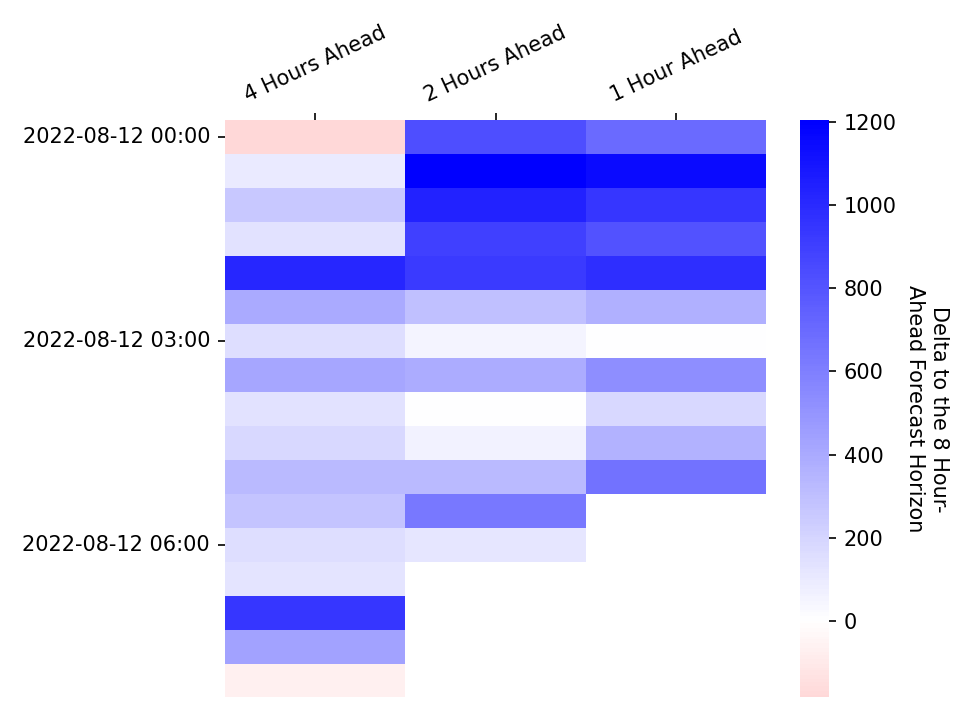 4 Hours Ahead
2 Hours Ahead
1 Hour Ahead
2022-08-12 00:00
2022-08-12 03:00
2022-08-12 06:00
1200
1000
800
600
400
200
0
Delta to the 8 Hour-
Ahead Forecast Horizon